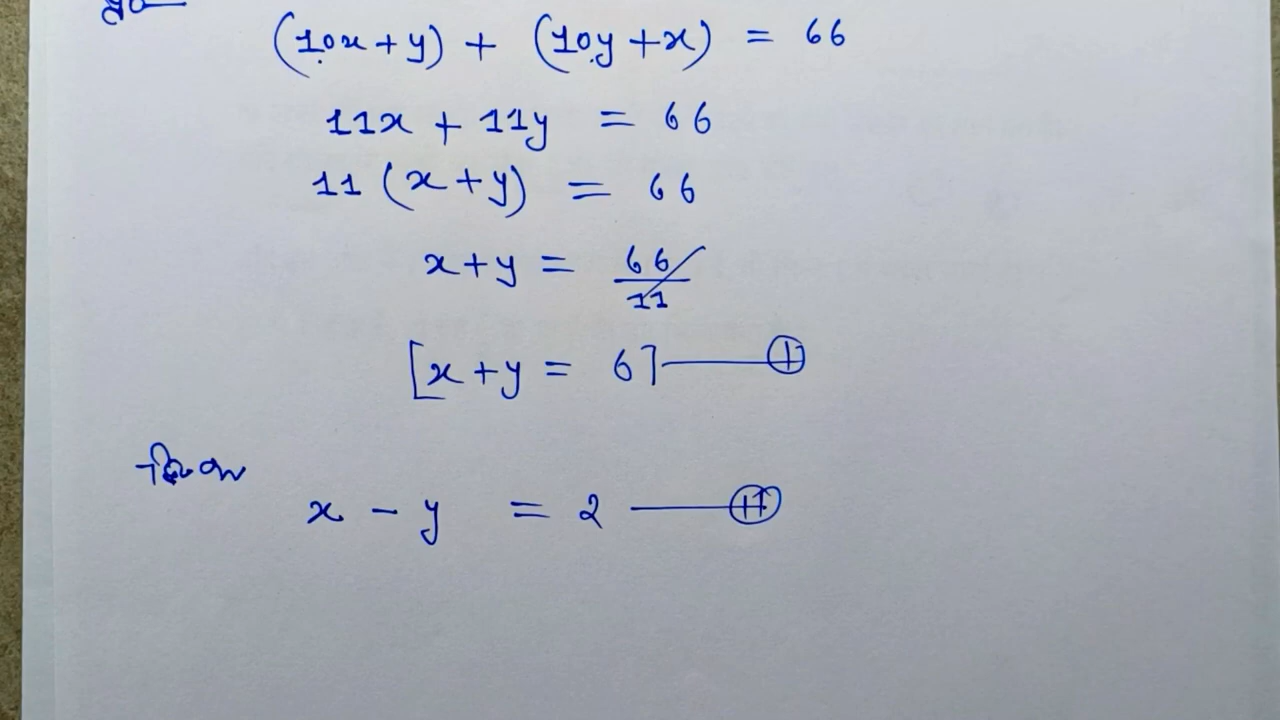 (10x + y) + (10y + x) = 66
11x + 11y = 66
11 (x + y) = 66
x + y = 66/11
[x + y = 6] —— (I)
x - y = 2 —— (II)